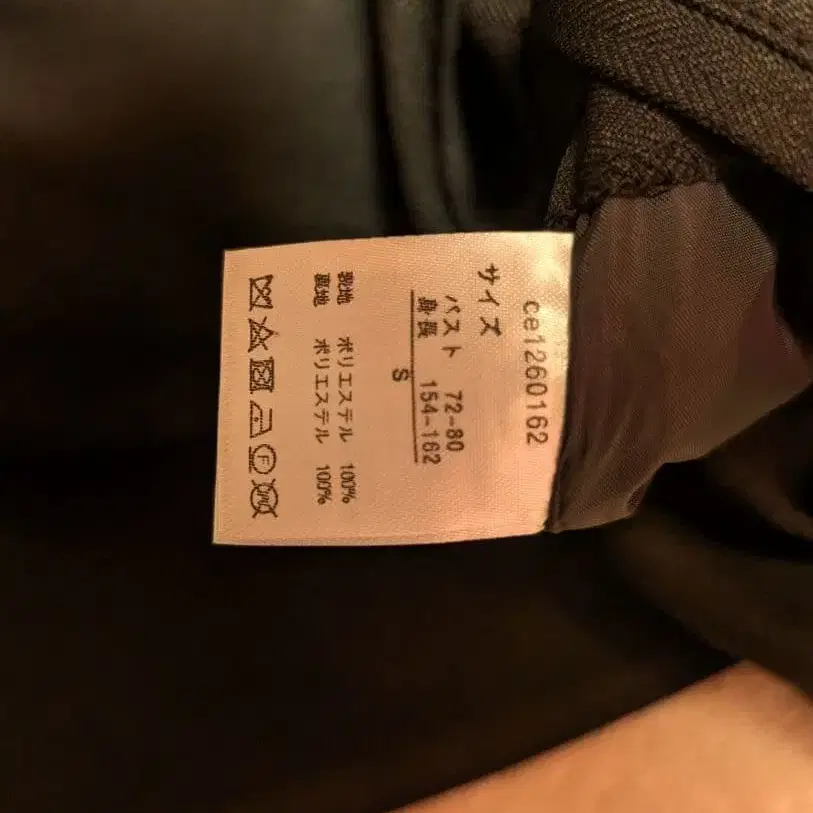 ce1260162
サイズ
バスト 72-80
身長 154-162
S
表地 ポリエステル 100%
裏地 ポリエステル 100%
F